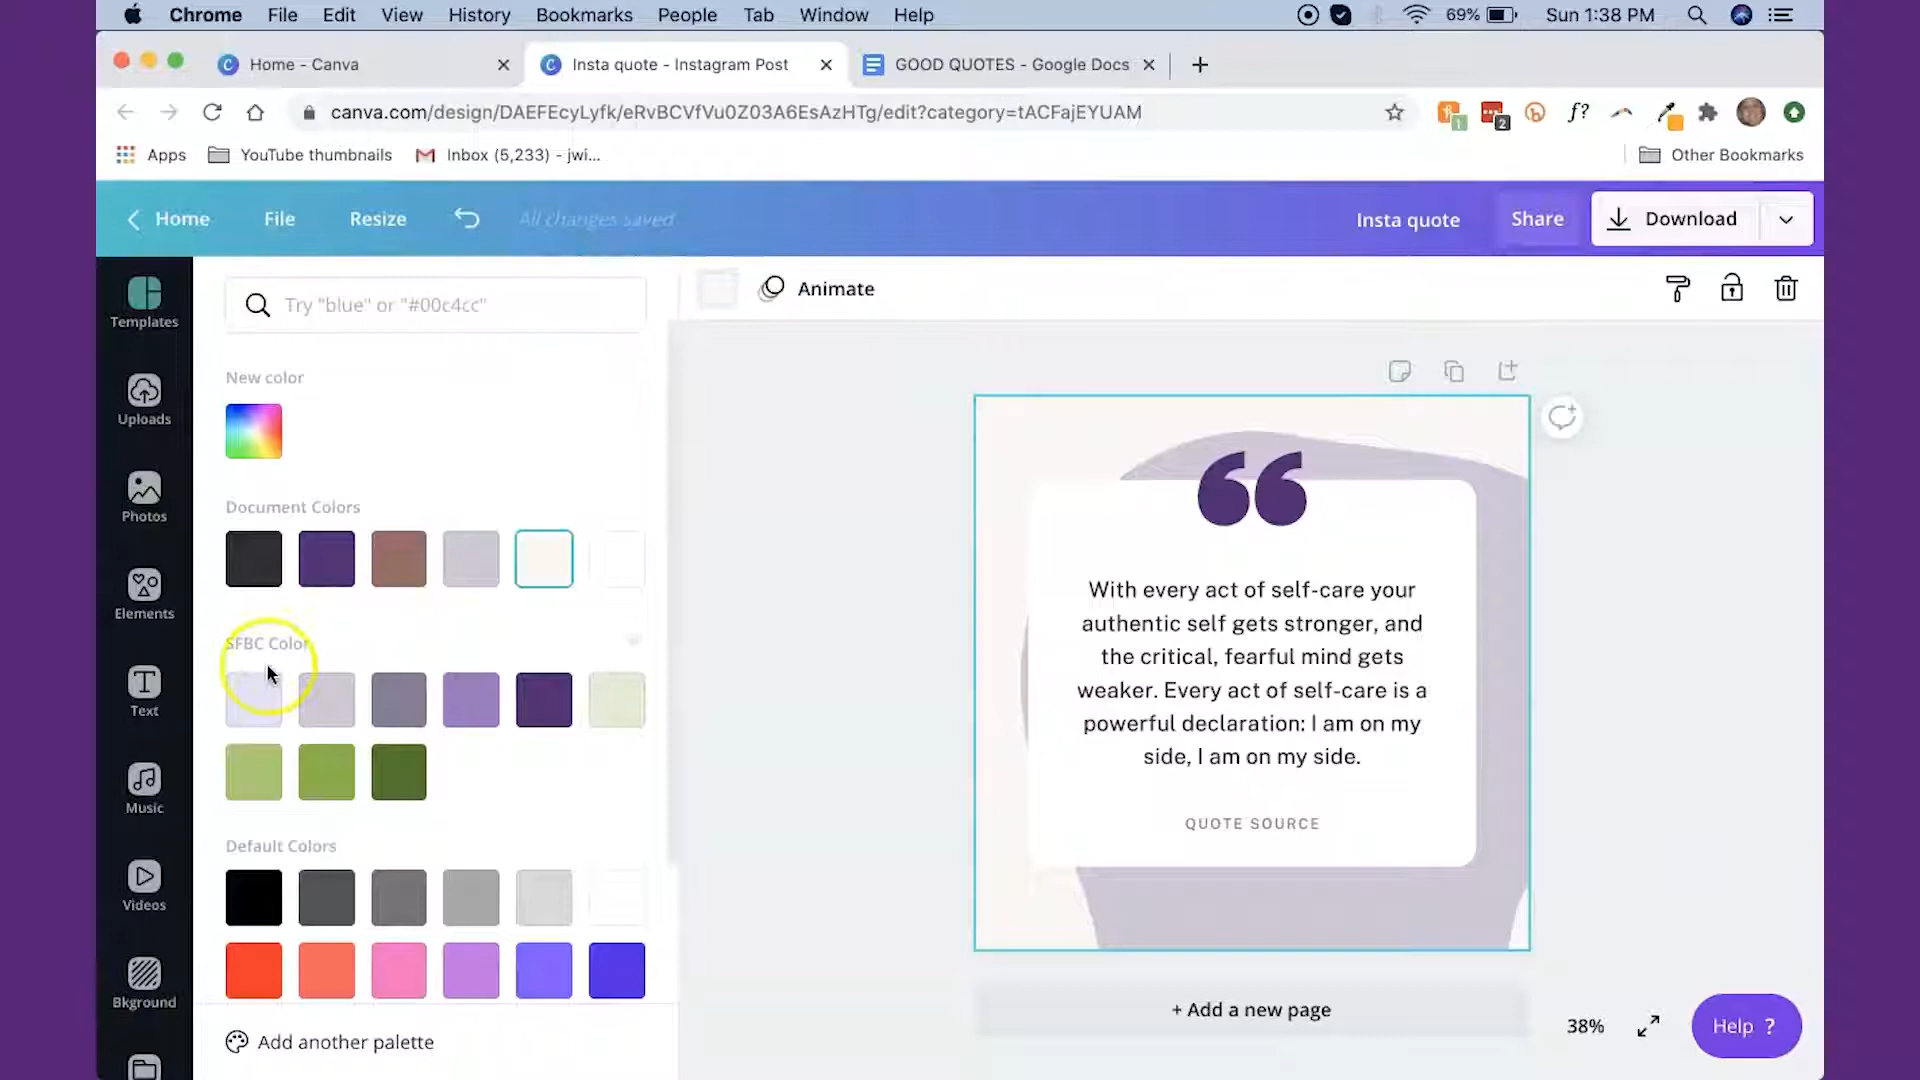 Chrome File Edit View History Bookmarks People Tab Window Help 69% Sun 1:38 PM
Home - Canva Insta quote - Instagram Post GOOD QUOTES - Google Docs
canva.com/design/DAEFEcyLyfk/eRvBCVfVu0Z03A6EsAzHTg/edit?category=tACFajEYUAM 1 2 f?
Apps YouTube thumbnails Inbox (5,233) - jwi... Other Bookmarks
Home File Resize All changes saved Insta quote Share Download
Templates
Uploads
Photos
Elements
Text
Music
Videos
Bkground
Try "blue" or "#00c4cc"
New color
Document Colors
SFBC Color
Default Colors
Add another palette
Animate
With every act of self-care your
authentic self gets stronger, and
the critical, fearful mind gets
weaker. Every act of self-care is a
powerful declaration: I am on my
side, I am on my side.
QUOTE SOURCE
+ Add a new page
38%
Help ?